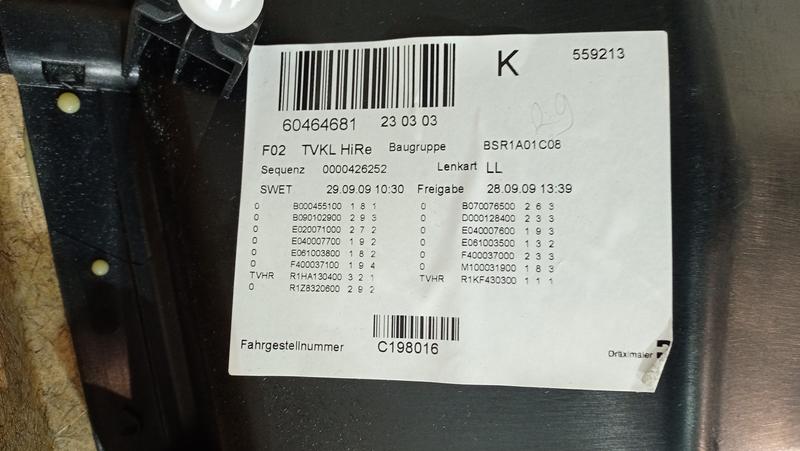 K 559213
60464681 23 03 03
29
F02 TVKL HiRe Baugruppe BSR1A01C08
Sequenz 0000426252 Lenkart LL
SWET 29.09.09 10:30 Freigabe 28.09.09 13:39
0 B000455100 1 8 1 0 B070076500 2 6 3
0 B090102900 2 9 3 0 D000128400 2 3 3
0 E020071000 2 7 2 0 E040007600 1 9 3
0 E040007700 1 9 2 0 E061003500 1 3 2
0 E061003800 1 8 2 0 F400037000 2 3 3
0 F400037100 1 9 4 0 M100031900 1 8 3
TVHR R1HA130400 3 2 1 TVHR R1KF430300 1 1 1
0 R1Z8320600 2 9 2
Fahrgestellnummer C198016
Dräxlmaier